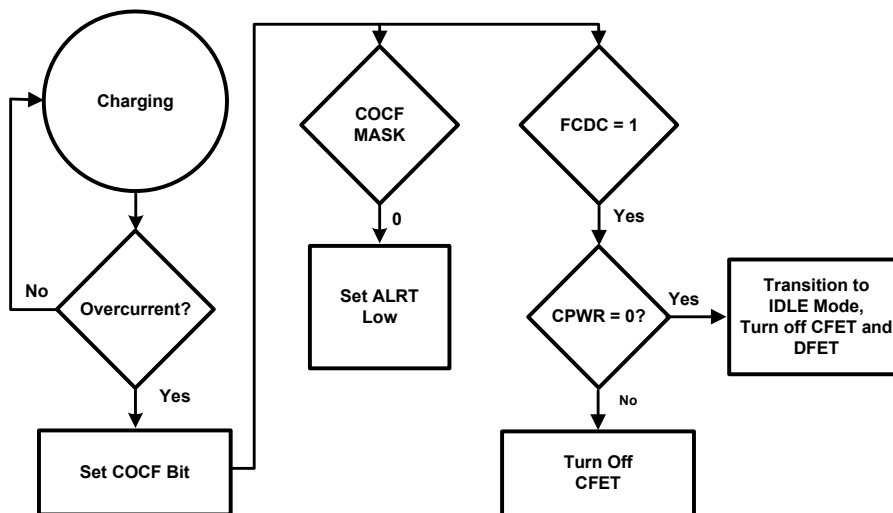 Charging
No
Overcurrent?
Yes
Set COCF Bit
COCF
MASK
0
Set ALRT
Low
FCDC = 1
Yes
CPWR = 0?
Yes
No
Transition to
IDLE Mode,
Turn off CFET and
DFET
Turn Off
CFET